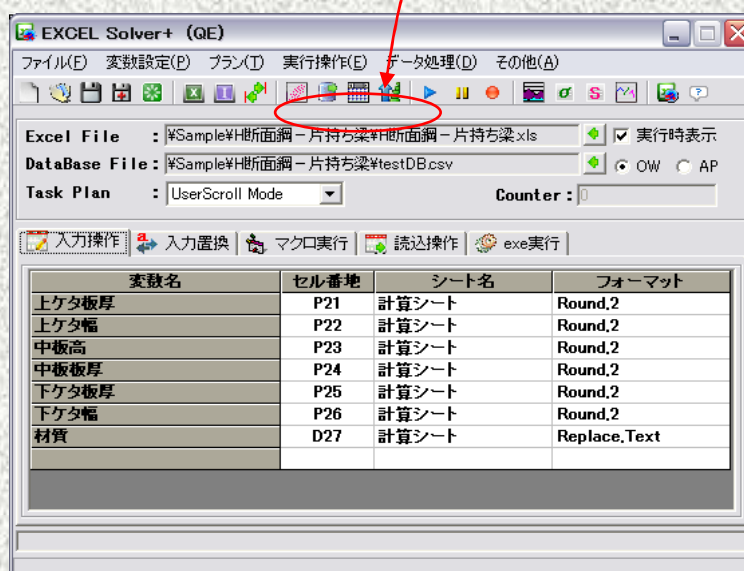 EXCEL Solver+ (QE)
ファイル(F) 変数設定(P) プラン(T) 実行操作(E) データ処理(D) その他(A)
Excel File : ¥Sample¥H断面鋼－片持ち梁¥H断面鋼－片持ち梁.xls 実行時表示
DataBase File : ¥Sample¥H断面鋼－片持ち梁¥testDB.csv OW AP
Task Plan : UserScroll Mode Counter : 0
入力操作 入力置換 マクロ実行 読込操作 exe実行
変数名 セル番地 シート名 フォーマット
上ケタ板厚 P21 計算シート Round,2
上ケタ幅 P22 計算シート Round,2
中板高 P23 計算シート Round,2
中板板厚 P24 計算シート Round,2
下ケタ板厚 P25 計算シート Round,2
下ケタ幅 P26 計算シート Round,2
材質 D27 計算シート Replace,Text